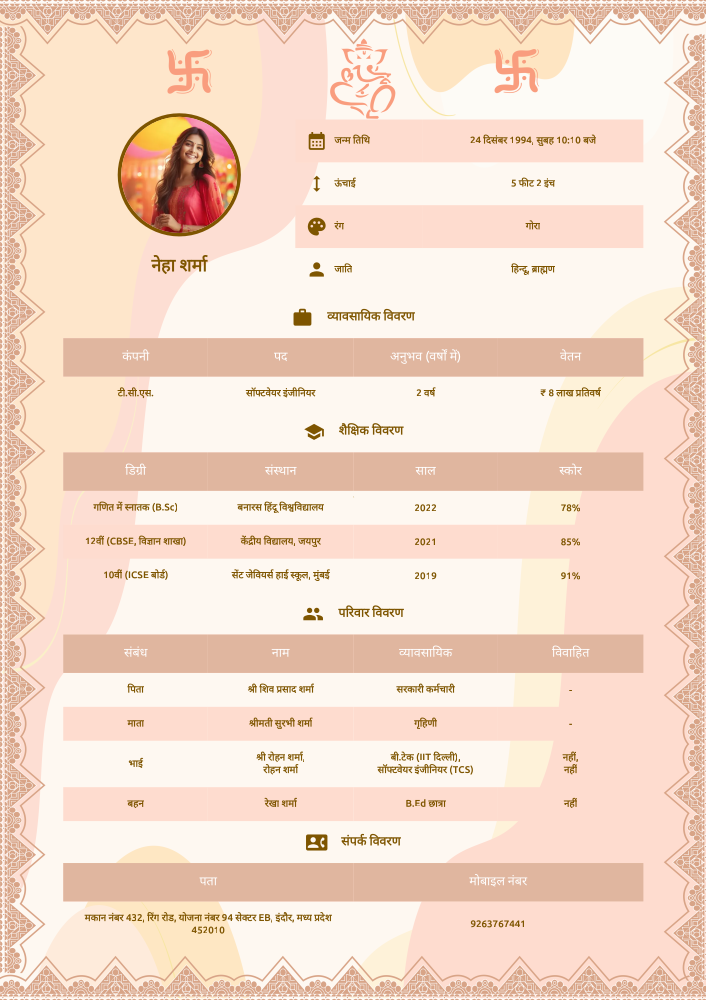 जन्म तिथि 24 दिसंबर 1994, सुबह 10:10 बजे
ऊंचाई 5 फीट 2 इंच
रंग गोरा
नेहा शर्मा
जाति हिन्दू, ब्राह्मण
व्यावसायिक विवरण
कंपनी पद अनुभव (वर्षों में) वेतन
टी.सी.एस. सॉफ्टवेयर इंजीनियर 2 वर्ष ₹ 8 लाख प्रतिवर्ष
शैक्षिक विवरण
डिग्री संस्थान साल स्कोर
गणित में स्नातक (B.Sc) बनारस हिंदू विश्वविद्यालय 2022 78%
12वीं (CBSE, विज्ञान शाखा) केंद्रीय विद्यालय, जयपुर 2021 85%
10वीं (ICSE बोर्ड) सेंट जेवियर्स हाई स्कूल, मुंबई 2019 91%
परिवार विवरण
संबंध नाम व्यावसायिक विवाहित
पिता श्री शिव प्रसाद शर्मा सरकारी कर्मचारी -
माता श्रीमती सुरभी शर्मा गृहिणी -
भाई श्री रोहन शर्मा, बी.टेक (IIT दिल्ली), नहीं,
रोहन शर्मा सॉफ्टवेयर इंजीनियर (TCS) नहीं
बहन रेखा शर्मा B.Ed छात्रा नहीं
संपर्क विवरण
पता मोबाइल नंबर
मकान नंबर 432, रिंग रोड, योजना नंबर 94 सेक्टर EB, इंदौर, मध्य प्रदेश
452010 9263767441